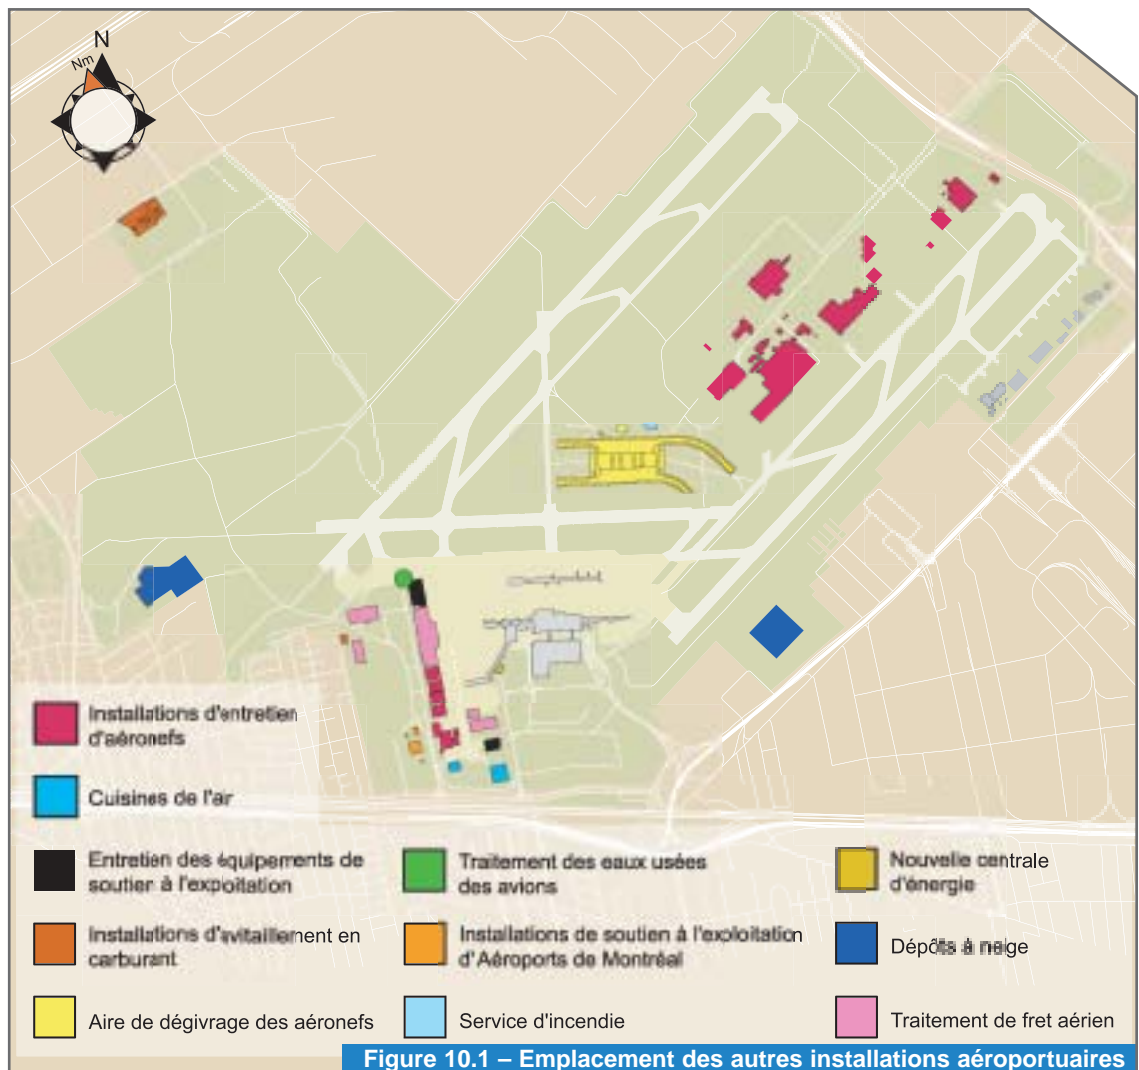 N
Nm
Installations d'entretien
d'aéronefs
Cuisines de l'air
Entretien des équipements de
soutien à l'expoitation
Installations d'avitaillement en
carburant
Aire de dégivrage des aéronefs
Traitement des eaux usées
des avions
Installations de soutien à l'exploitation
d'Aéroports de Montréal
Service d'incendie
Nouvelle centrale
d'énergie
Dépôts à neige
Traitement de fret aérien
Figure 10.1 – Emplacement des autres installations aéroportuaires